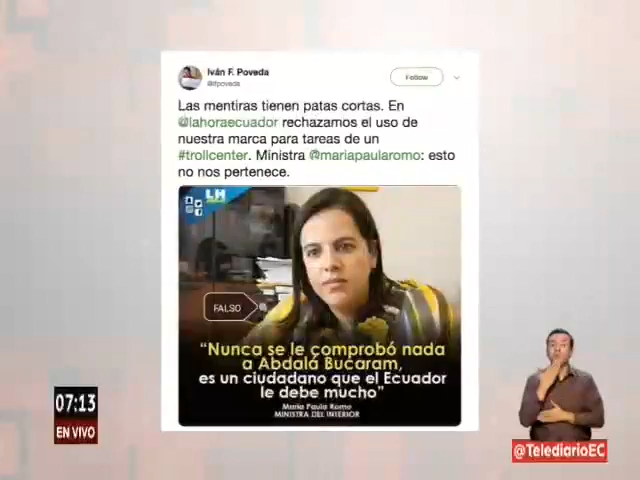 Iván F. Poveda
@ifpoveda
Follow
Las mentiras tienen patas cortas. En
@lahoraecuador rechazamos el uso de
nuestra marca para tareas de un
#trollcenter. Ministra @mariapaularomo: esto
no nos pertenece.
LH
FALSO
“Nunca se le comprobó nada
a Abdalá Bucaram,
es un ciudadano que el Ecuador
le debe mucho”
María Paula Romo
MINISTRA DEL INTERIOR
07:13
EN VIVO
@TelediarioEC